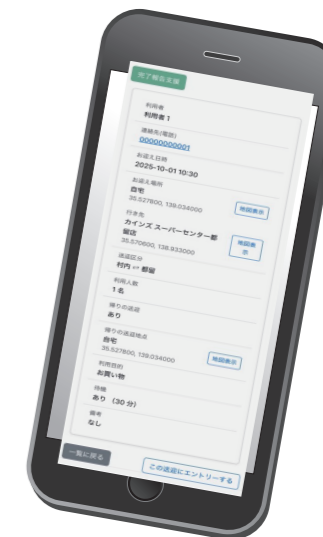 完了報告支援
利用者
利用者 1
連絡先(電話)
00000000001
お迎え日時
2025-10-01 10:30
お迎え場所
自宅
35.527800, 139.034000
地図表示
行き先
カインズ スーパーセンター都
留店
35.570600, 138.933000
地図表
示
送迎区分
村内 ⇄ 都留
利用人数
1 名
帰りの送迎
あり
帰りの送迎地点
自宅
35.527800, 139.034000
地図表示
利用目的
お買い物
待機
あり （30 分）
備考
なし
一覧に戻る
この送迎にエントリーする